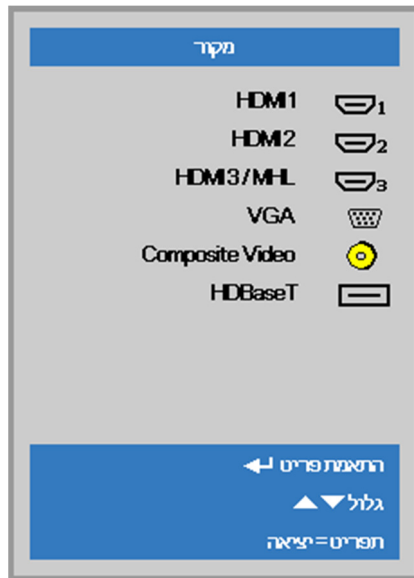 מקור
HDMI1
HDMI2
HDMI3/MHL
VGA
Composite Video
HDBaseT
1
2
3
התאמת פריט
גלול
תפריט=יציאה